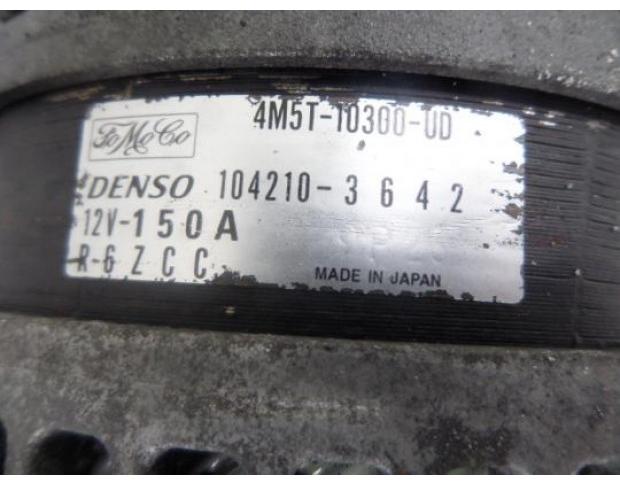 FoMoCo
4M5T-10300-UD
DENSO 104210-3642
12V-150A
R-6ZCC
MADE IN JAPAN